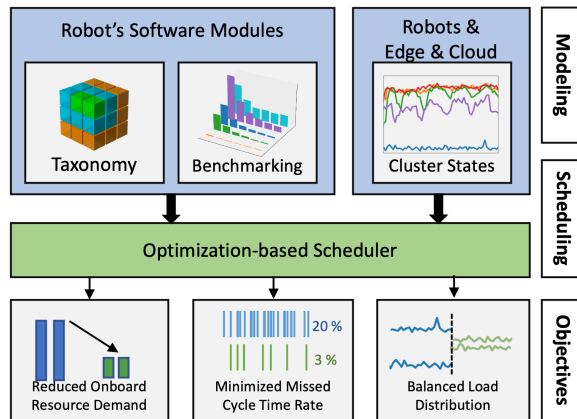 Robot's Software Modules
Robots &
Edge & Cloud
Modeling
Taxonomy
Benchmarking
Cluster States
Scheduling
Optimization-based Scheduler
Objectives
20 %
3 %
Reduced Onboard
Resource Demand
Minimized Missed
Cycle Time Rate
Balanced Load
Distribution